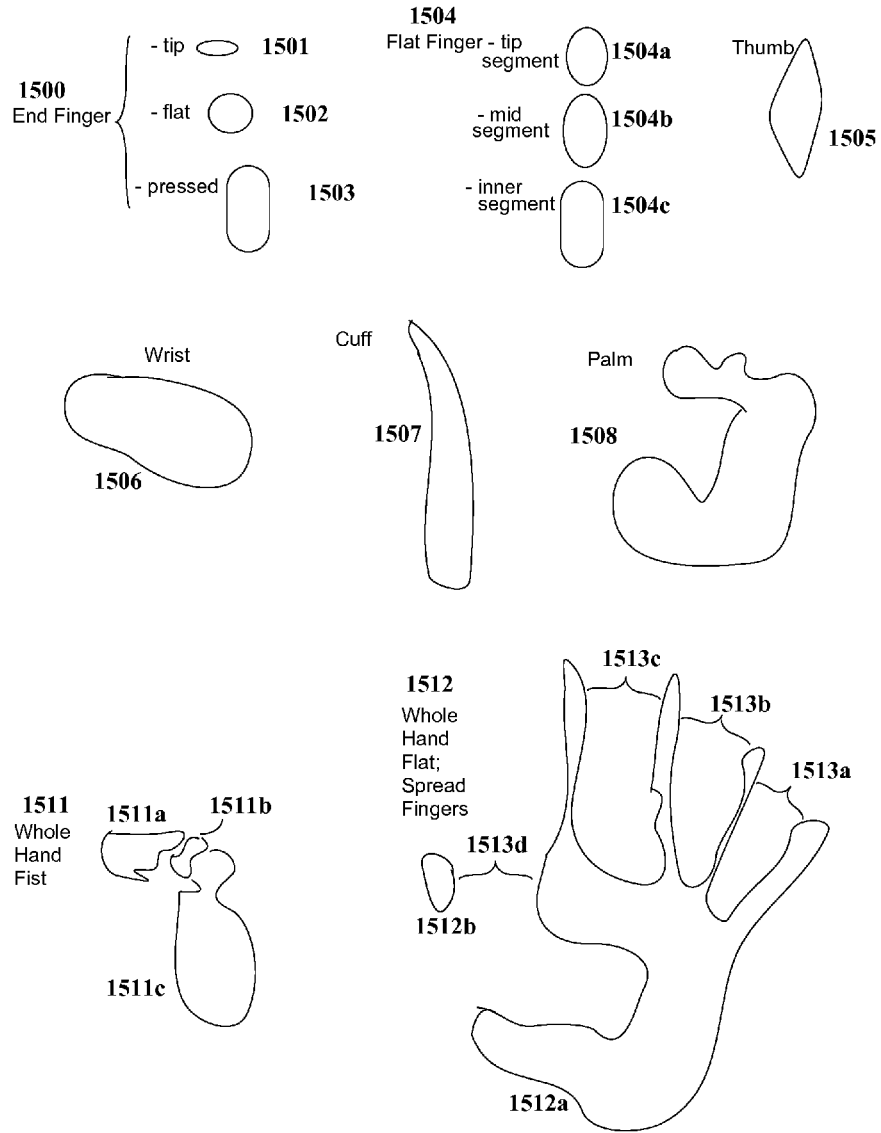 1500
End Finger
- tip
1501
- flat
1502
- pressed
1503
1504
Flat Finger - tip
segment
1504a
- mid
segment
1504b
- inner
segment
1504c
Thumb
1505
Wrist
1506
Cuff
1507
Palm
1508
1511
Whole
Hand
Fist
1511a
1511b
1511c
1512
Whole
Hand
Flat;
Spread
Fingers
1513c
1513b
1513a
1513d
1512b
1512a